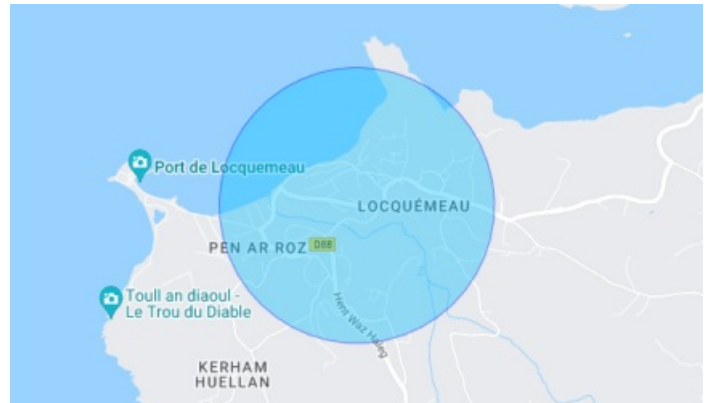 Port de Locquemeau
LOCQUÉMEAU
PEN AR ROZ
D88
Toull an diaoul -
Le Trou du Diable
Hent Waz Haleg
KERHAM
HUELLAN